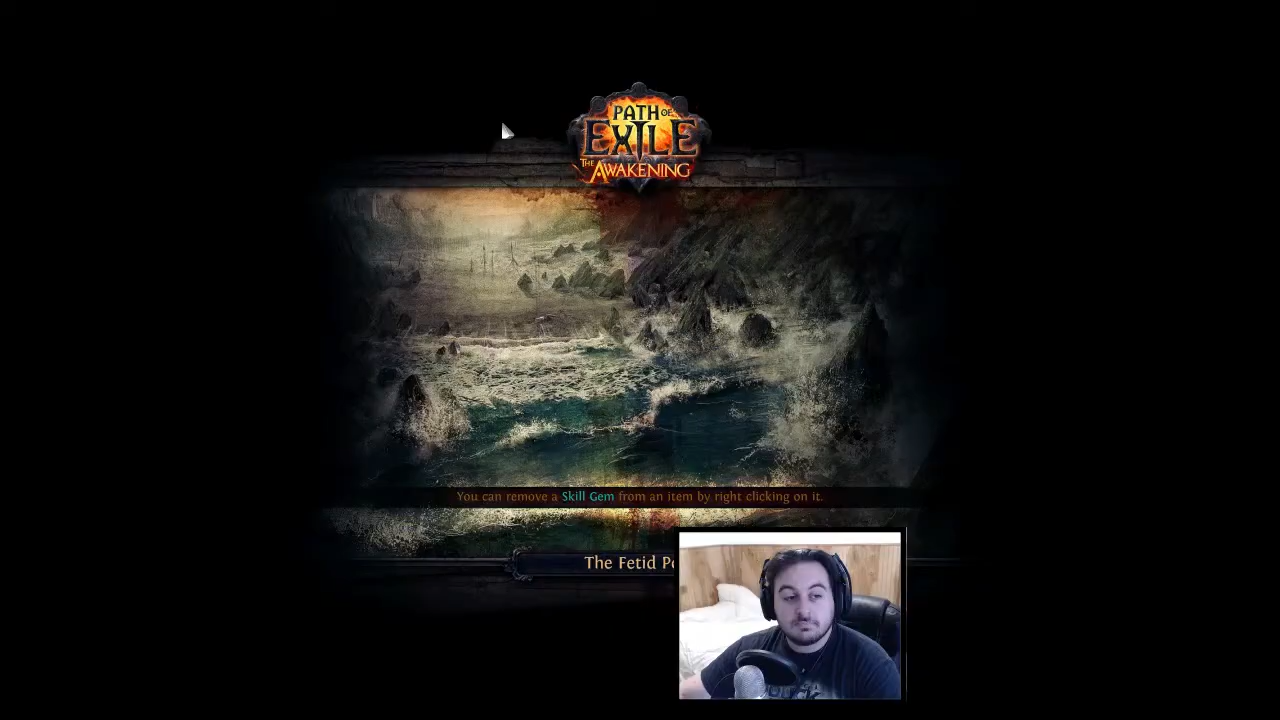 PATH OF
EXILE
THE
AWAKENING
You can remove a Skill Gem from an item by right clicking on it.
The Fetid